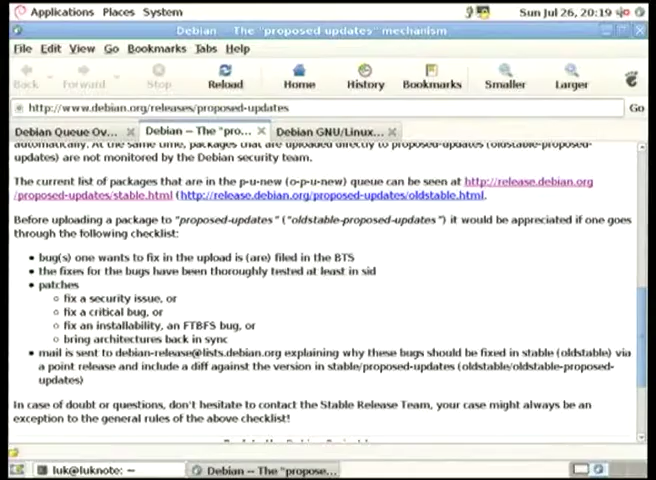 Applications Places System
Sun Jul 26, 20:19
Debian -- The "proposed-updates" mechanism
File Edit View Go Bookmarks Tabs Help
Back Forward Stop Reload Home History Bookmarks Smaller Larger
http://www.debian.org/releases/proposed-updates Go
Debian Queue Ov... Debian -- The "pro... Debian GNU/Linux...
automatically. At the same time, packages that are uploaded directly to proposed-updates (oldstable-proposed-
updates) are not monitored by the Debian security team.
The current list of packages that are in the p-u-new (o-p-u-new) queue can be seen at http://release.debian.org
/proposed-updates/stable.html (http://release.debian.org/proposed-updates/oldstable.html.
Before uploading a package to "proposed-updates" ("oldstable-proposed-updates") it would be appreciated if one goes
through the following checklist:
bug(s) one wants to fix in the upload is (are) filed in the BTS
the fixes for the bugs have been thoroughly tested at least in sid
patches
fix a security issue, or
fix a critical bug, or
fix an installability, an FTBFS bug, or
bring architectures back in sync
mail is sent to debian-release@lists.debian.org explaining why these bugs should be fixed in stable (oldstable) via
a point release and include a diff against the version in stable/proposed-updates (oldstable/oldstable-proposed-
updates)
In case of doubt or questions, don't hesitate to contact the Stable Release Team, your case might always be an
exception to the general rules of the above checklist!
luk@luknote: ~ Debian -- The "propose...